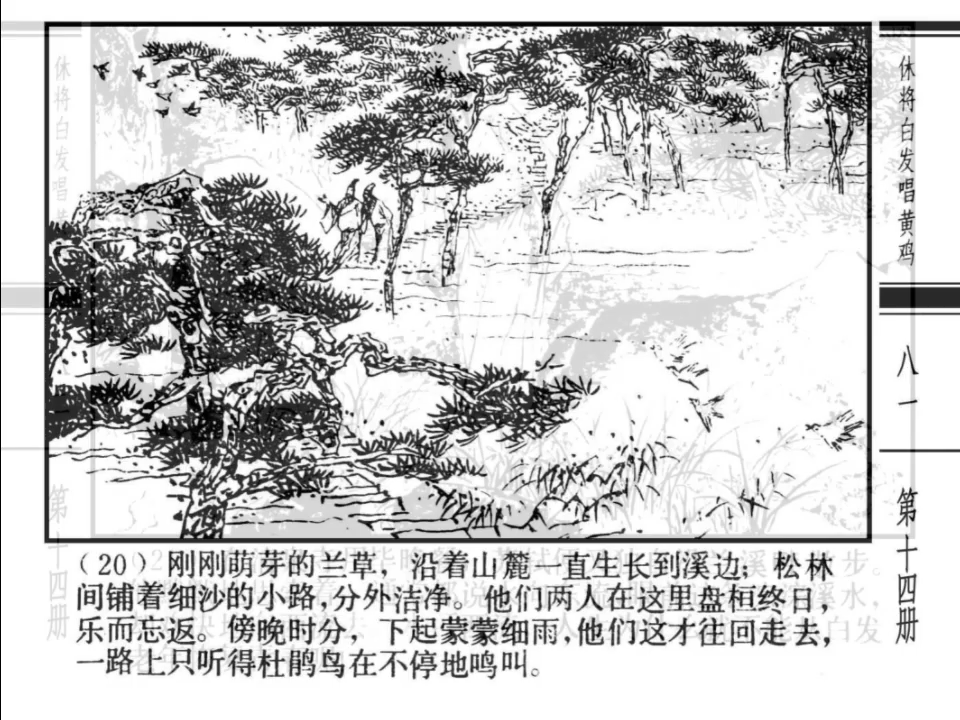 休将白发唱黄鸡
八一
第十四册
(20) 刚刚萌芽的兰草，沿着山麓一直生长到溪边；松林
间铺着细沙的小路,分外洁净。他们两人在这里盘桓终日,
乐而忘返。傍晚时分，下起蒙蒙细雨,他们这才往回走去,
一路上只听得杜鹃鸟在不停地鸣叫。